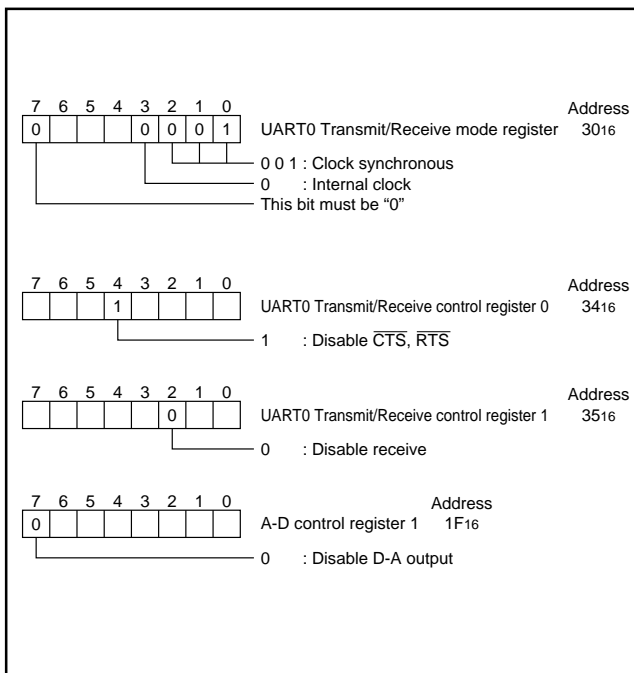 Address
7 6 5 4 3 2 1 0
0 0 0 0 1 UART0 Transmit/Receive mode register 3016
0 0 1 : Clock synchronous
0 : Internal clock
This bit must be “0”
Address
7 6 5 4 3 2 1 0
1 UART0 Transmit/Receive control register 0 3416
1 : Disable C̅T̅S̅, R̅T̅S̅
Address
7 6 5 4 3 2 1 0
0 UART0 Transmit/Receive control register 1 3516
0 : Disable receive
Address
7 6 5 4 3 2 1 0
0 A-D control register 1 1F16
0 : Disable D-A output